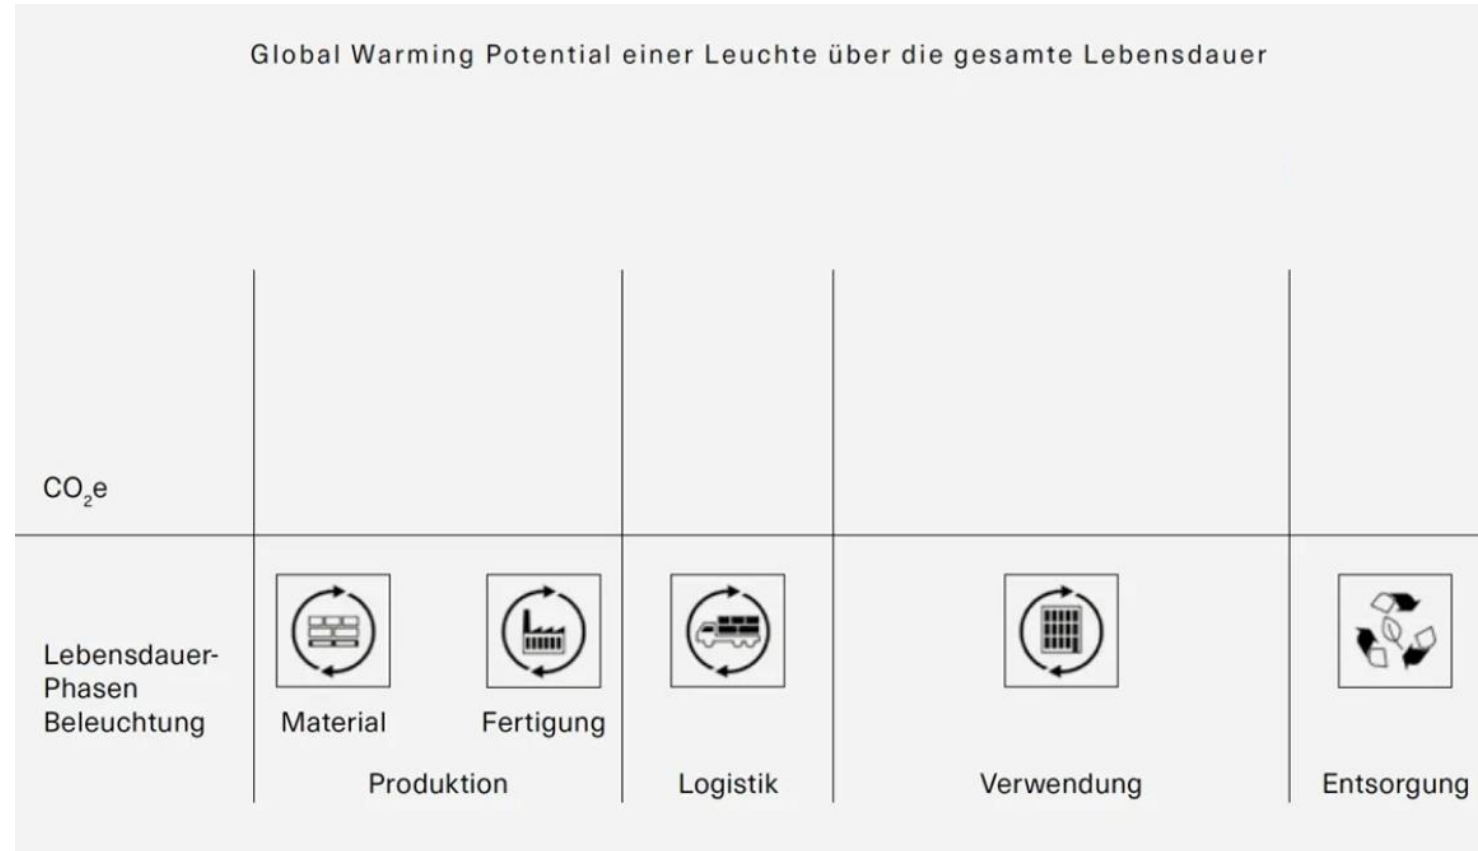 Global Warming Potential einer Leuchte über die gesamte Lebensdauer
CO₂e
Lebensdauer-
Phasen
Beleuchtung
Material
Fertigung
Produktion
Logistik
Verwendung
Entsorgung